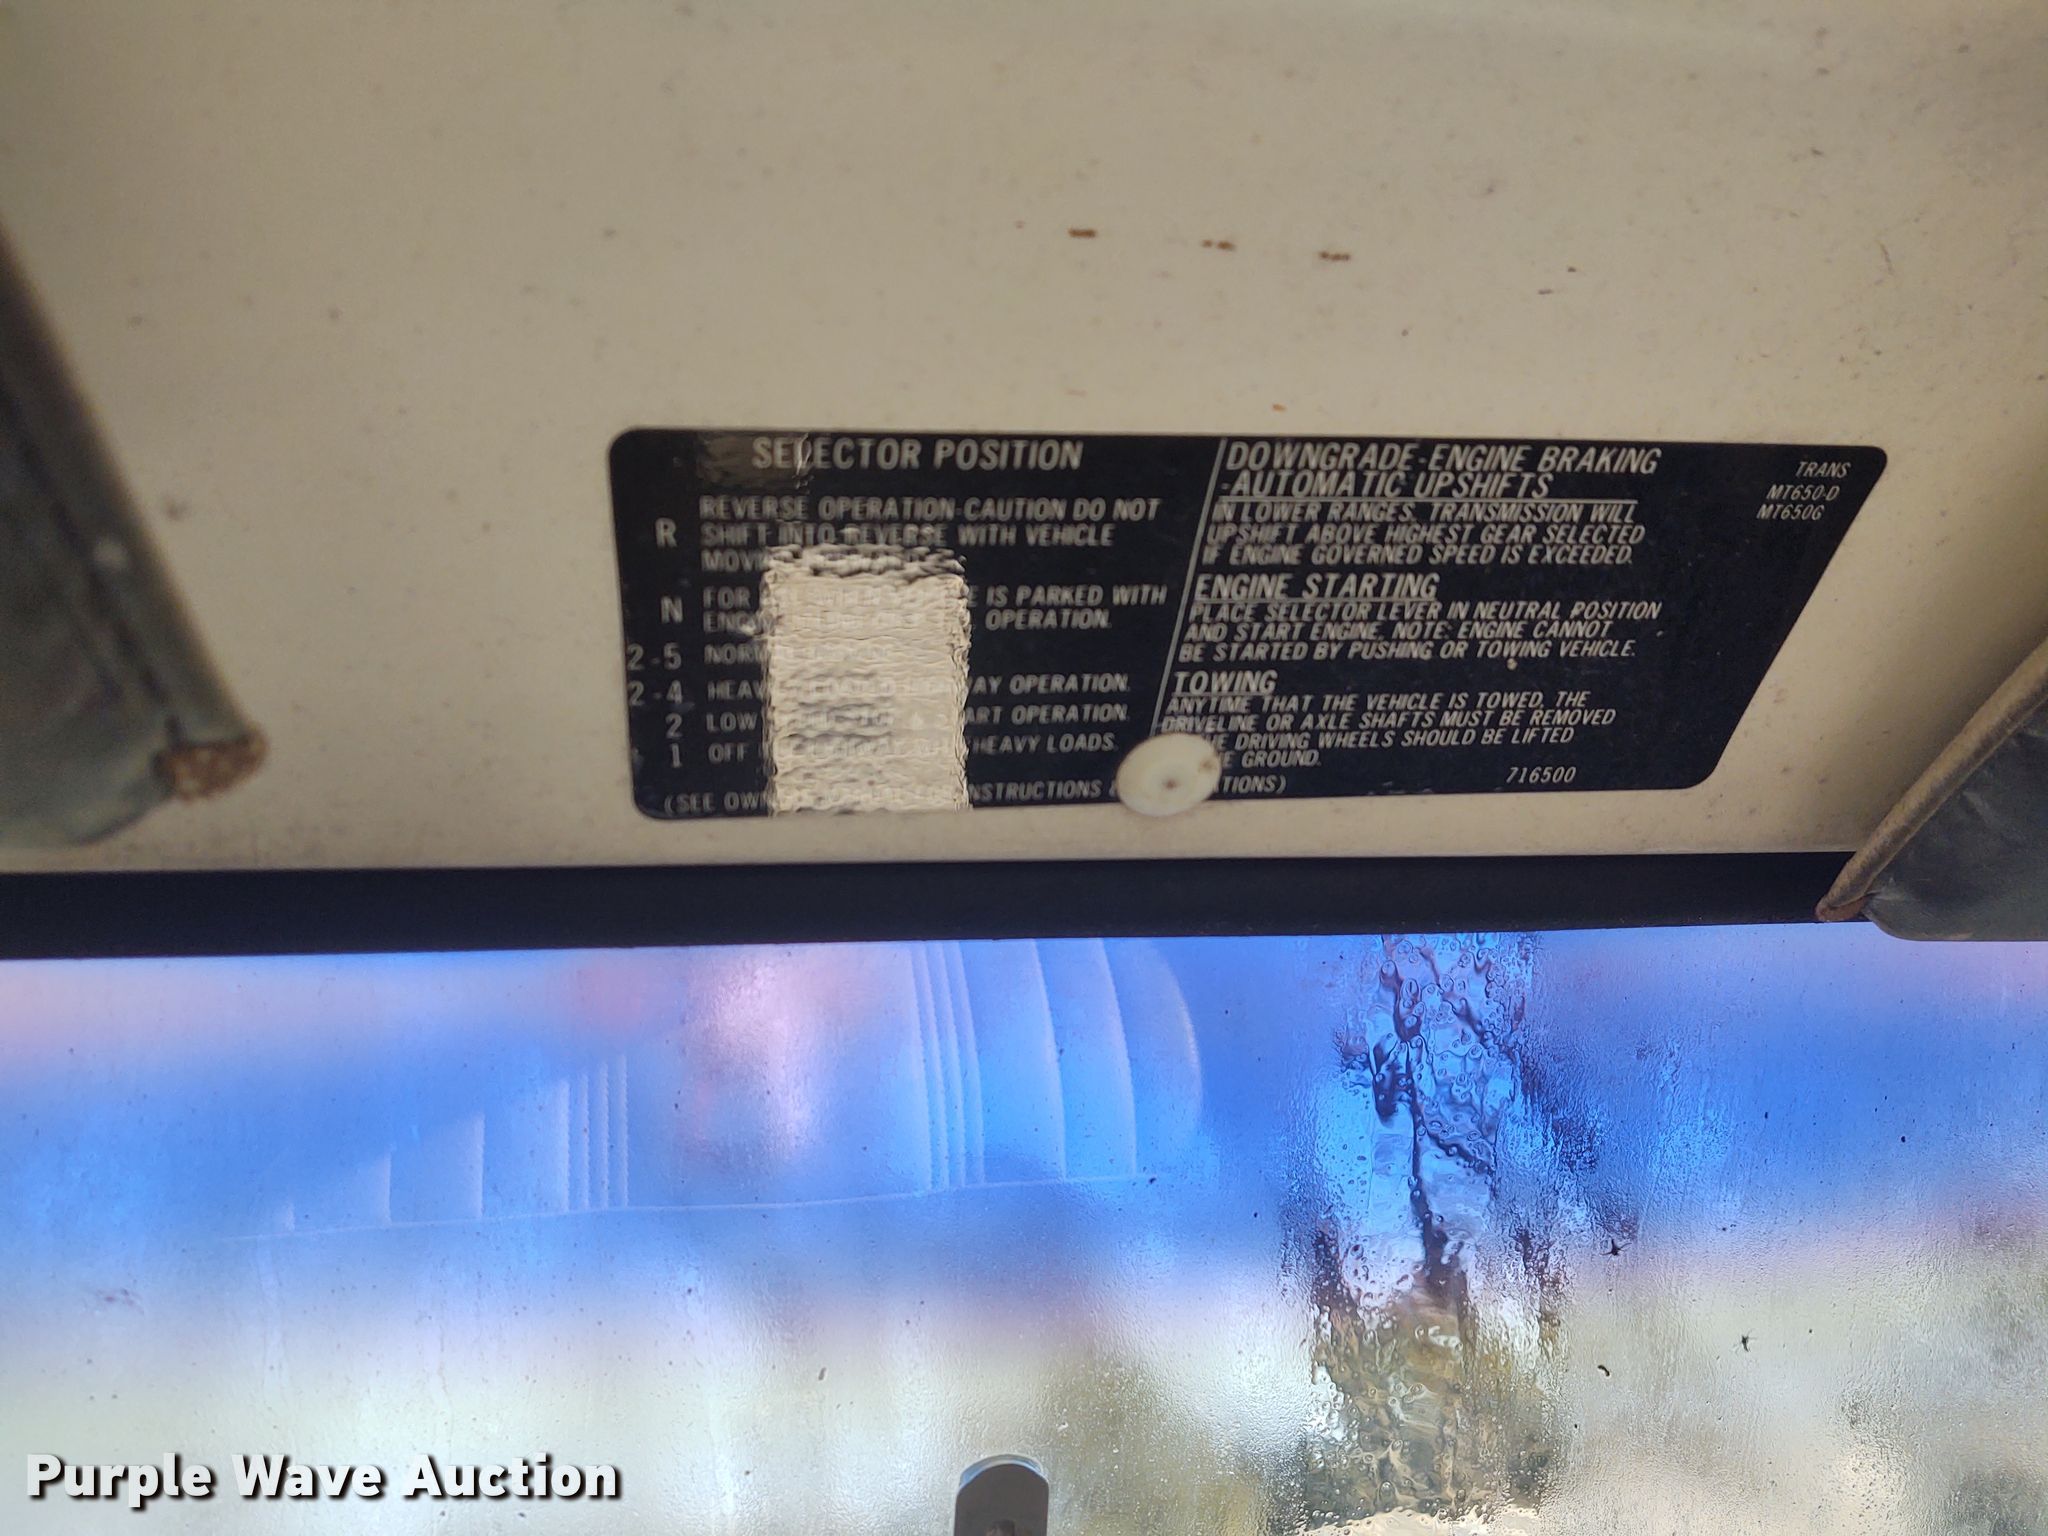 SELECTOR POSITION
R REVERSE OPERATION-CAUTION DO NOT
SHIFT INTO REVERSE WITH VEHICLE
N FOR IS PARKED WITH
OPERATION.
2-5
2-4 OPERATION.
2 LOW OPERATION.
1 OFF HEAVY LOADS.
(SEE
DOWNGRADE-ENGINE BRAKING
-AUTOMATIC UPSHIFTS
IN LOWER RANGES, TRANSMISSION WILL
UPSHIFT ABOVE HIGHEST GEAR SELECTED
IF ENGINE GOVERNED SPEED IS EXCEEDED.
ENGINE STARTING
PLACE SELECTOR LEVER IN NEUTRAL POSITION
AND START ENGINE. NOTE: ENGINE CANNOT
BE STARTED BY PUSHING OR TOWING VEHICLE.
TOWING
ANYTIME THAT THE VEHICLE IS TOWED, THE
DRIVELINE OR AXLE SHAFTS MUST BE REMOVED
DRIVING WHEELS SHOULD BE LIFTED
GROUND.
716500
TRANS
MT650-D
MT650G
Purple Wave Auction